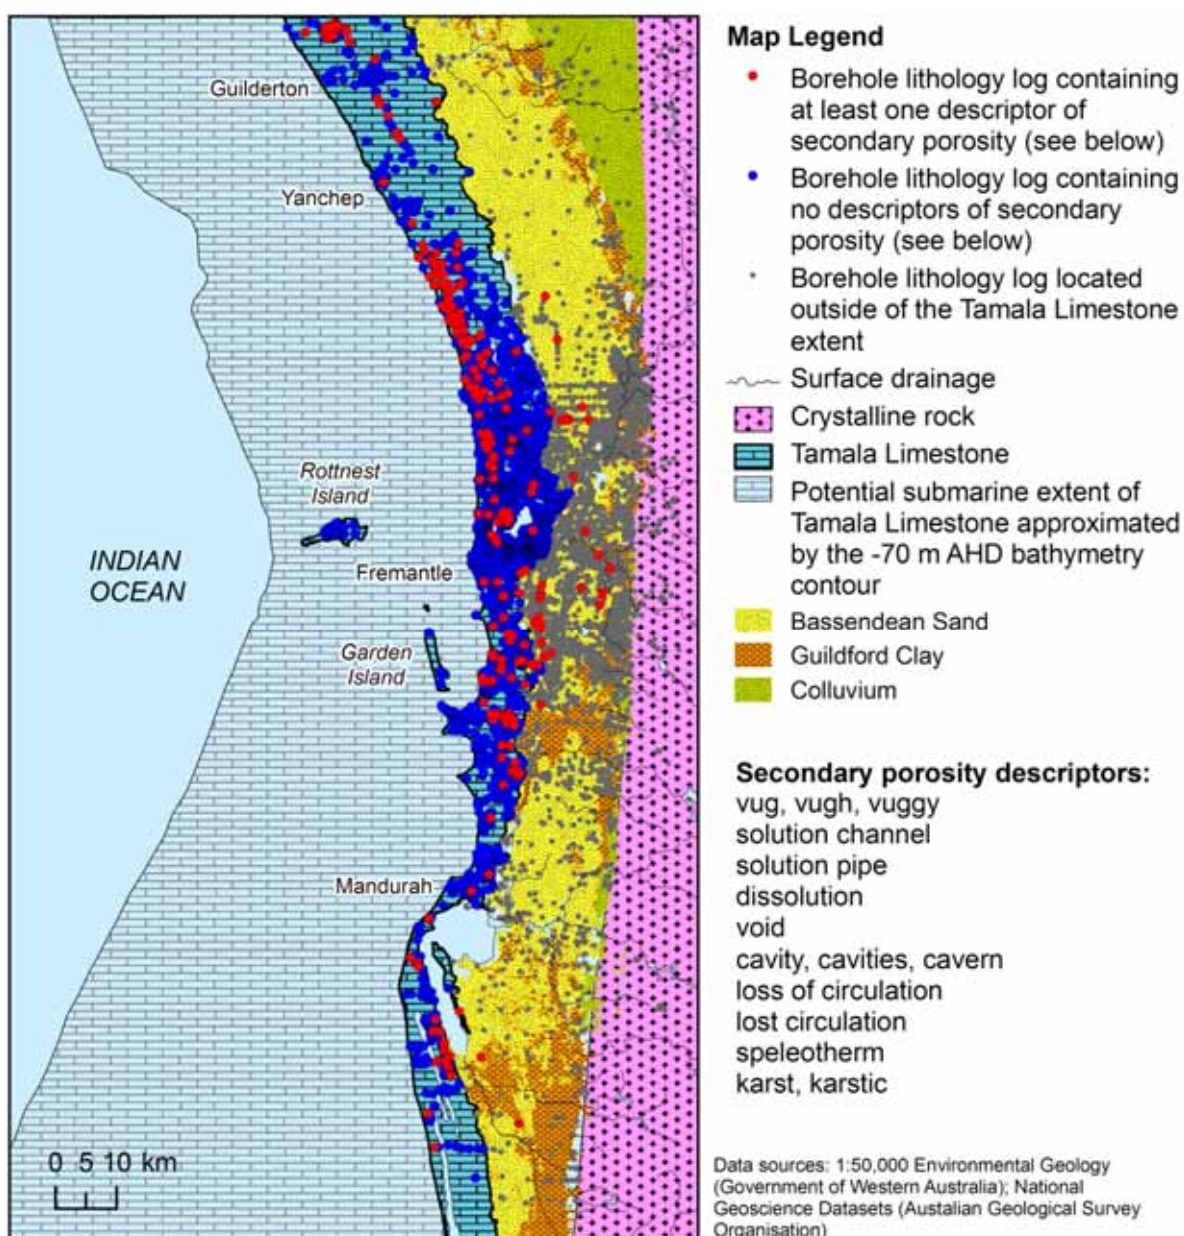 Guilderton
Yanchep
Rottnest
Island
INDIAN
OCEAN
Fremantle
Garden
Island
Mandurah
0 5 10 km
Map Legend
Borehole lithology log containing
at least one descriptor of
secondary porosity (see below)
Borehole lithology log containing
no descriptors of secondary
porosity (see below)
Borehole lithology log located
outside of the Tamala Limestone
extent
Surface drainage
Crystalline rock
Tamala Limestone
Potential submarine extent of
Tamala Limestone approximated
by the -70 m AHD bathymetry
contour
Bassendean Sand
Guildford Clay
Colluvium
Secondary porosity descriptors:
vug, vugh, vuggy
solution channel
solution pipe
dissolution
void
cavity, cavities, cavern
loss of circulation
lost circulation
speleotherm
karst, karstic
Data sources: 1:50,000 Environmental Geology
(Government of Western Australia); National
Geoscience Datasets (Austalian Geological Survey
Organisation)